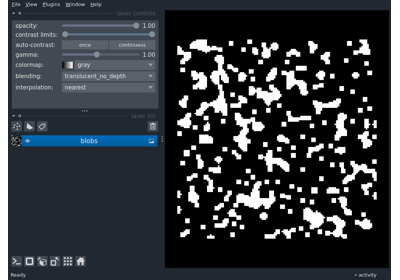 File View Plugins Window Help
layer controls
opacity: 1.00
contrast limits:
auto-contrast: once continuous
gamma: 1.00
colormap: gray
blending: translucent_no_depth
interpolation: nearest
layer list
blobs
Ready activity